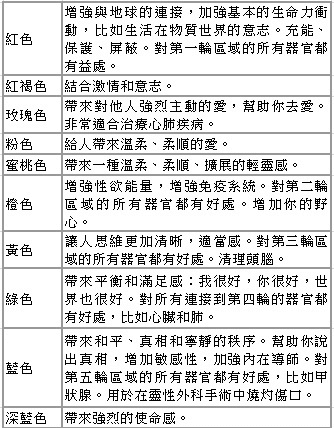 紅色
增強與地球的連接，加強基本的生命力衝
動，比如生活在物質世界的意志。充能、
保護、屏蔽。對第一輪區域的所有器官都
有益處。
紅褐色
結合激情和意志。
玫瑰色
帶來對他人強烈主動的愛，幫助你去愛。
非常適合治療心肺疾病。
粉色
給人帶來溫柔、柔順的愛。
蜜桃色
帶來一種溫柔、柔順、擴展的輕靈感。
橙色
增強性欲能量，增強免疫系統。對第二輪
區域的所有器官都有好處。增加你的野
心。
黃色
讓人思維更加清晰，適當感。對第三輪區
域的所有器官都有好處。清理頭腦。
綠色
帶來平衡和滿足感：我很好，你很好，世
界也很好。對所有連接到第四輪的器官都
有好處，比如心臟和肺。
藍色
帶來和平、真相和寧靜的秩序。幫助你說
出真相，增加敏感性，加強內在導師。對
第五輪區域的所有器官都有好處，比如甲
狀腺。用於在靈性外科手術中燒灼傷口。
深藍色
帶來強烈的使命感。